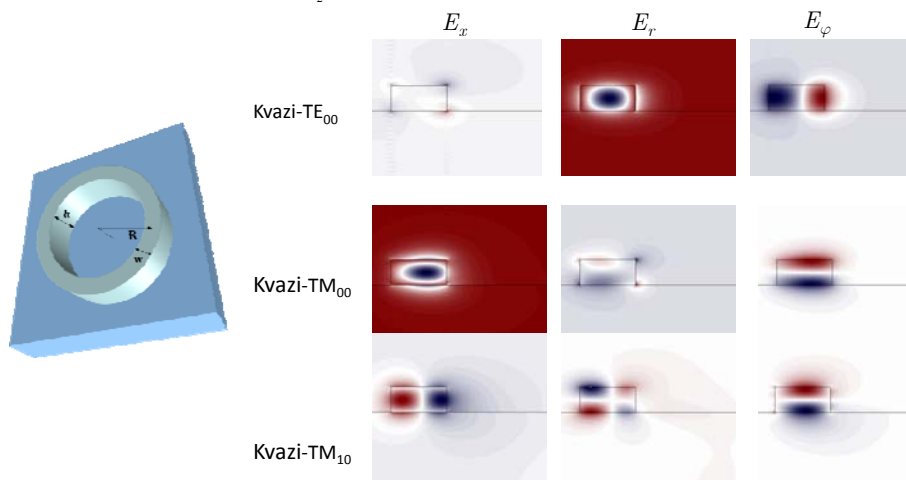 E_x E_r E_φ
Kvazi-TE₀₀
h
R
w
Kvazi-TM₀₀
Kvazi-TM₁₀